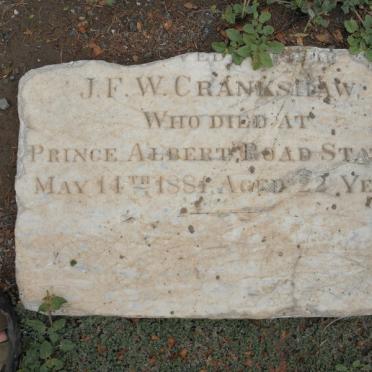 J. F. W. CRANKSHAW
WHO DIED AT
PRINCE ALBERT ROAD STA
MAY 14TH 1881, AGED 22 YE